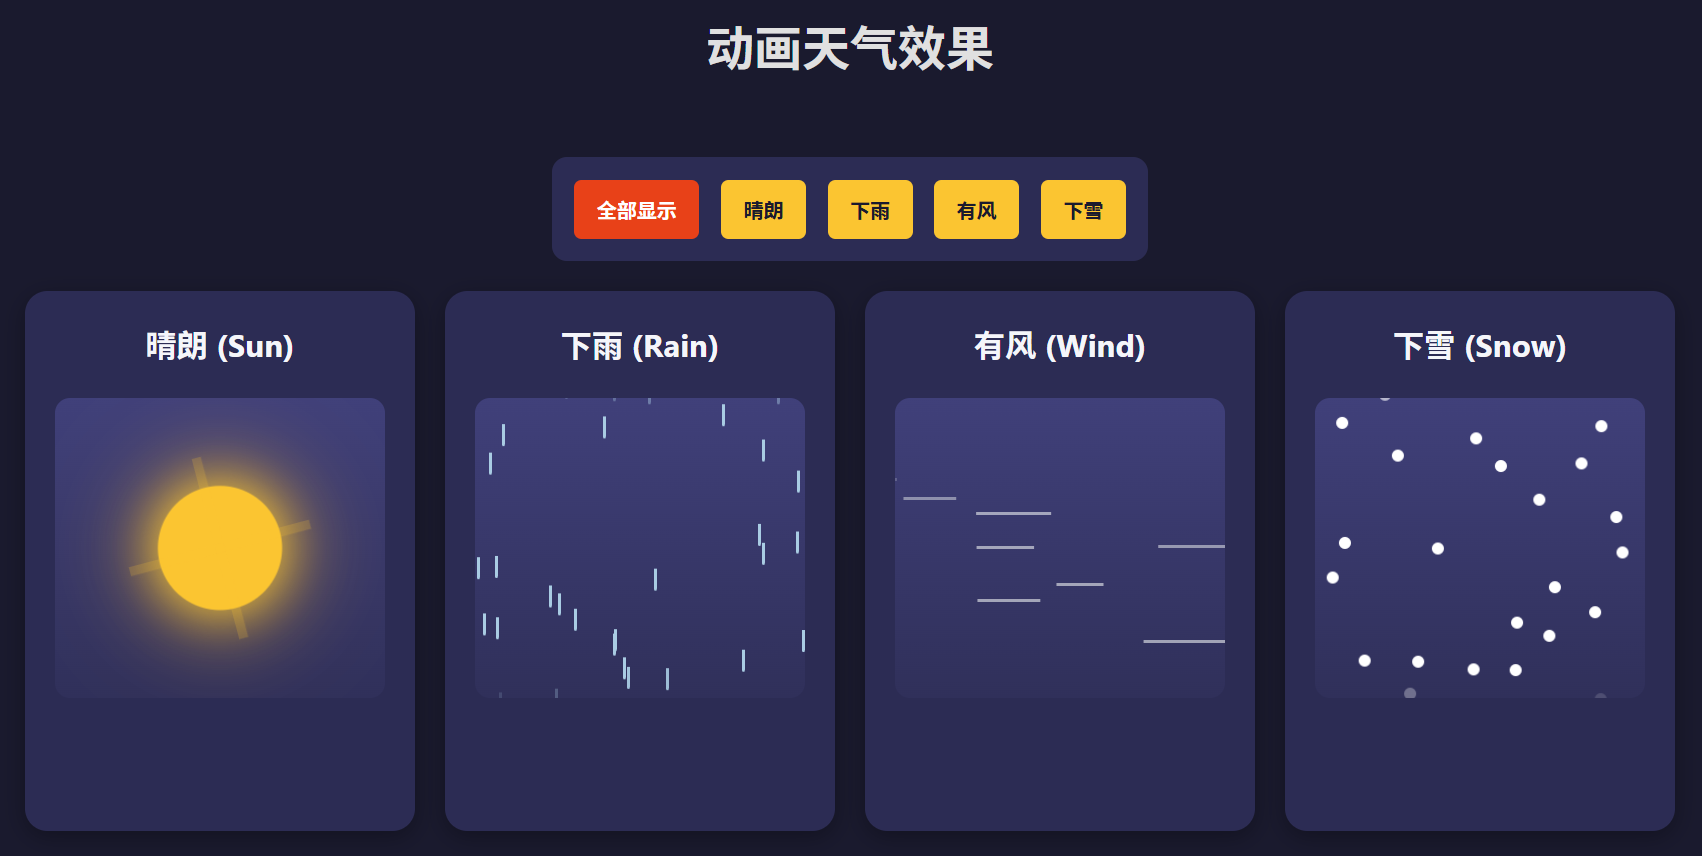 动画天气效果
全部显示 晴朗 下雨 有风 下雪
晴朗 (Sun)
下雨 (Rain)
有风 (Wind)
下雪 (Snow)